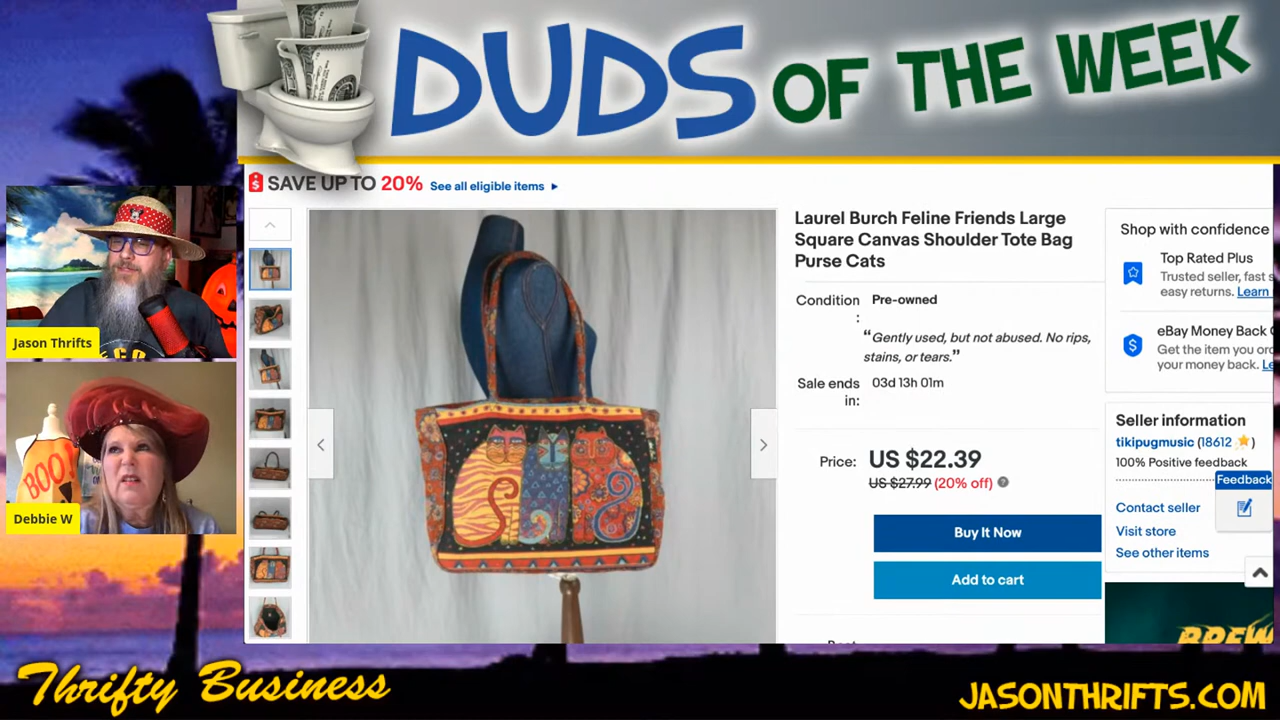 DUDS OF THE WEEK
SAVE UP TO 20% See all eligible items ▸
Laurel Burch Feline Friends Large
Square Canvas Shoulder Tote Bag
Purse Cats
Condition
:
Pre-owned
“Gently used, but not abused. No rips,
stains, or tears.”
Sale ends
in:
03d 13h 01m
Price:
US $22.39
US $27.99 (20% off)
Buy It Now
Add to cart
Shop with confidence
Top Rated Plus
Trusted seller, fast s
easy returns. Learn
eBay Money Back
Get the item you ord
your money back. Le
Seller information
tikipugmusic (18612 ★)
100% Positive feedback
Feedback
Contact seller
Visit store
See other items
Jason Thrifts
BOO!
Debbie W
Thrifty Business
JASONTHRIFTS.COM